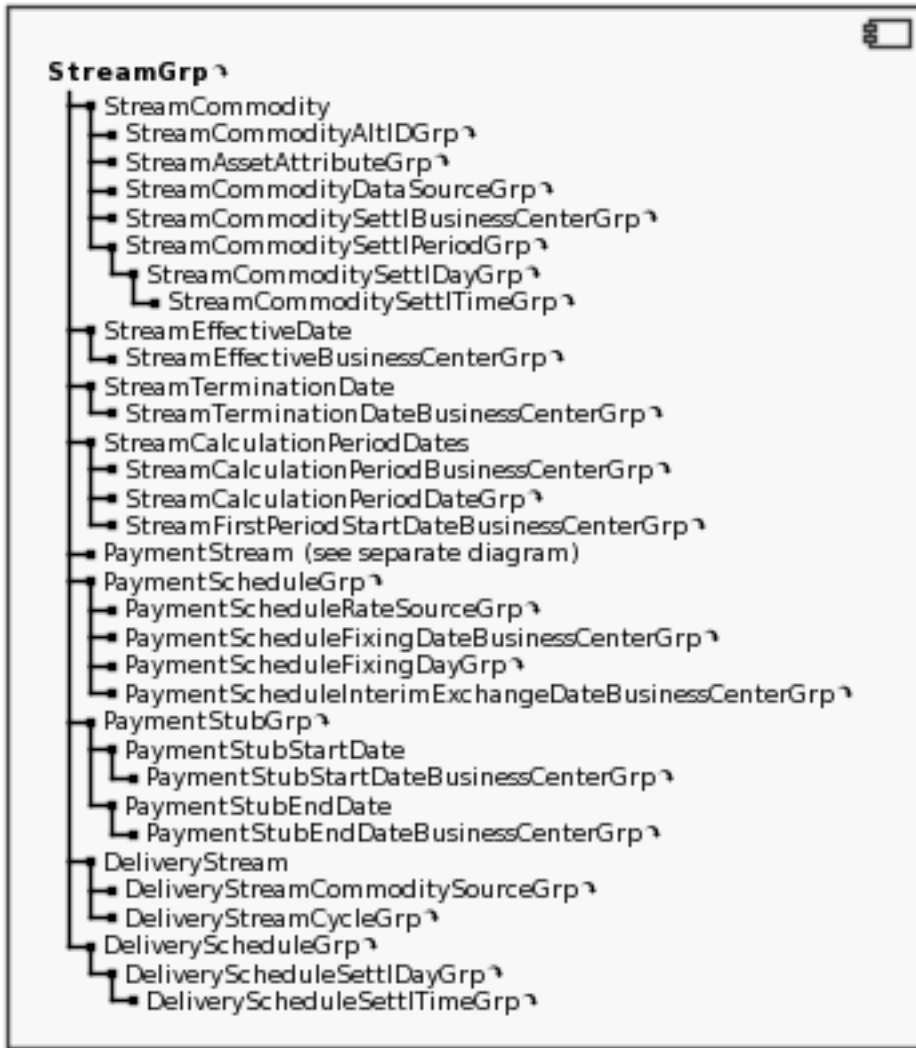 StreamGrp
StreamCommodity
StreamCommodityAltIDGrp
StreamAssetAttributeGrp
StreamCommodityDataSourceGrp
StreamCommoditySettlBusinessCenterGrp
StreamCommoditySettlPeriodGrp
StreamCommoditySettlDayGrp
StreamCommoditySettlTimeGrp
StreamEffectiveDate
StreamEffectiveBusinessCenterGrp
StreamTerminationDate
StreamTerminationDateBusinessCenterGrp
StreamCalculationPeriodDates
StreamCalculationPeriodBusinessCenterGrp
StreamCalculationPeriodDateGrp
StreamFirstPeriodStartDateBusinessCenterGrp
PaymentStream (see separate diagram)
PaymentScheduleGrp
PaymentScheduleRateSourceGrp
PaymentScheduleFixingDateBusinessCenterGrp
PaymentScheduleFixingDayGrp
PaymentScheduleInterimExchangeDateBusinessCenterGrp
PaymentStubGrp
PaymentStubStartDate
PaymentStubStartDateBusinessCenterGrp
PaymentStubEndDate
PaymentStubEndDateBusinessCenterGrp
DeliveryStream
DeliveryStreamCommoditySourceGrp
DeliveryStreamCycleGrp
DeliveryScheduleGrp
DeliveryScheduleSettlDayGrp
DeliveryScheduleSettlTimeGrp